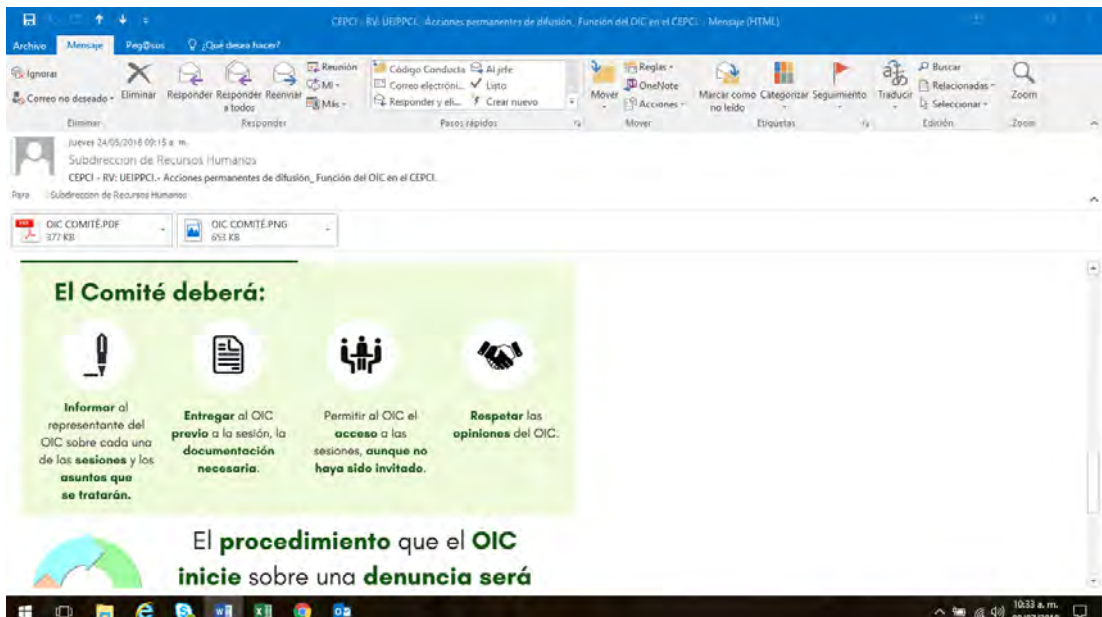 CEPCI - RV: UEIPPCI.- Acciones permanentes de difusión_ Función del OIC en el CEPCI. - Mensaje (HTML)
Archivo Mensaje Peg@sos ¿Qué desea hacer?
Ignorar
Correo no deseado
Eliminar
Responder
Responder a todos
Reenviar
Reunión
MI
Más
Código Conducta
Al jefe
Correo electróni...
Listo
Responder y eli...
Crear nuevo
Mover
Reglas
OneNote
Acciones
Marcar como no leído
Categorizar
Seguimiento
Traducir
Buscar
Relacionadas
Seleccionar
Zoom
Eliminar Responder Pasos rápidos Mover Etiquetas Edición Zoom
jueves 24/05/2018 09:15 a. m.
Subdireccion de Recursos Humanos
CEPCI - RV: UEIPPCI.- Acciones permanentes de difusión_ Función del OIC en el CEPCI.
Para Subdireccion de Recursos Humanos
OIC COMITÉ.PDF
377 KB
OIC COMITÉ.PNG
653 KB
El Comité deberá:
Informar al
representante del
OIC sobre cada una
de las sesiones y los
asuntos que
se tratarán.
Entregar al OIC
previo a la sesión, la
documentación
necesaria.
Permitir al OIC el
acceso a las
sesiones, aunque no
haya sido invitado.
Respetar las
opiniones del OIC.
El procedimiento que el OIC
inicie sobre una denuncia será
10:33 a. m.